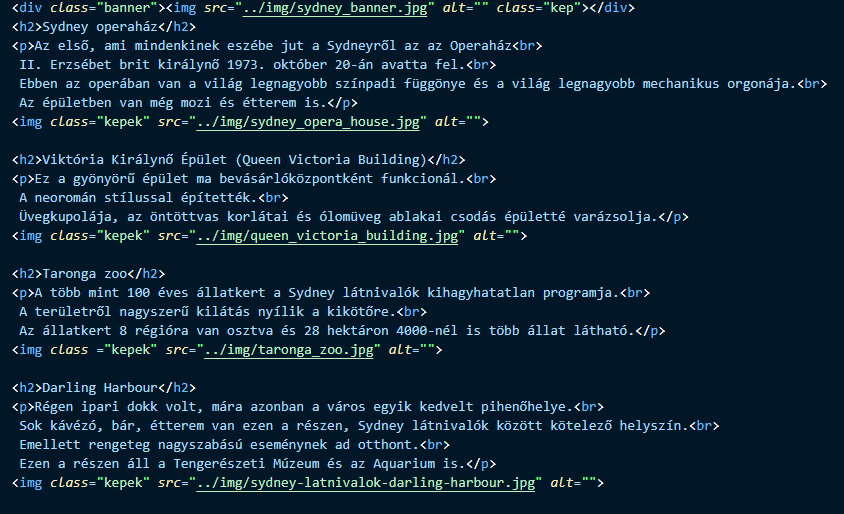 <div class="banner"><img src="../img/sydney_banner.jpg" alt="" class="kep"></div>
<h2>Sydney operaház</h2>
<p>Az első, ami mindenkinek eszébe jut a Sydneyről az az Operaház<br>
II. Erzsébet brit királynő 1973. október 20-án avatta fel.<br>
Ebben az operában van a világ legnagyobb színpadi függönye és a világ legnagyobb mechanikus orgonája.<br>
Az épületben van még mozi és étterem is.</p>
<img class="kepek" src="../img/sydney_opera_house.jpg" alt="">
<h2>Viktória Királynő Épület (Queen Victoria Building)</h2>
<p>Ez a gyönyörű épület ma bevásárlóközpontként funkcionál.<br>
A neoromán stílussal építették.<br>
Üvegkupolája, az öntöttvas korlátai és ólomüveg ablakai csodás épületté varázsolja.</p>
<img class="kepek" src="../img/queen_victoria_building.jpg" alt="">
<h2>Taronga zoo</h2>
<p>A több mint 100 éves állatkert a Sydney látnivalók kihagyhatatlan programja.<br>
A területről nagyszerű kilátás nyílik a kikötőre.<br>
Az állatkert 8 régióra van osztva és 28 hektáron 4000-nél is több állat látható.</p>
<img class ="kepek" src="../img/taronga_zoo.jpg" alt="">
<h2>Darling Harbour</h2>
<p>Régen ipari dokk volt, mára azonban a város egyik kedvelt pihenőhelye.<br>
Sok kávézó, bár, étterem van ezen a részen, Sydney látnivalók között kötelező helyszín.<br>
Emellett rengeteg nagyszabású eseménynek ad otthont.<br>
Ezen a részen áll a Tengerészeti Múzeum és az Aquarium is.</p>
<img class="kepek" src="../img/sydney-latnivalok-darling-harbour.jpg" alt="">